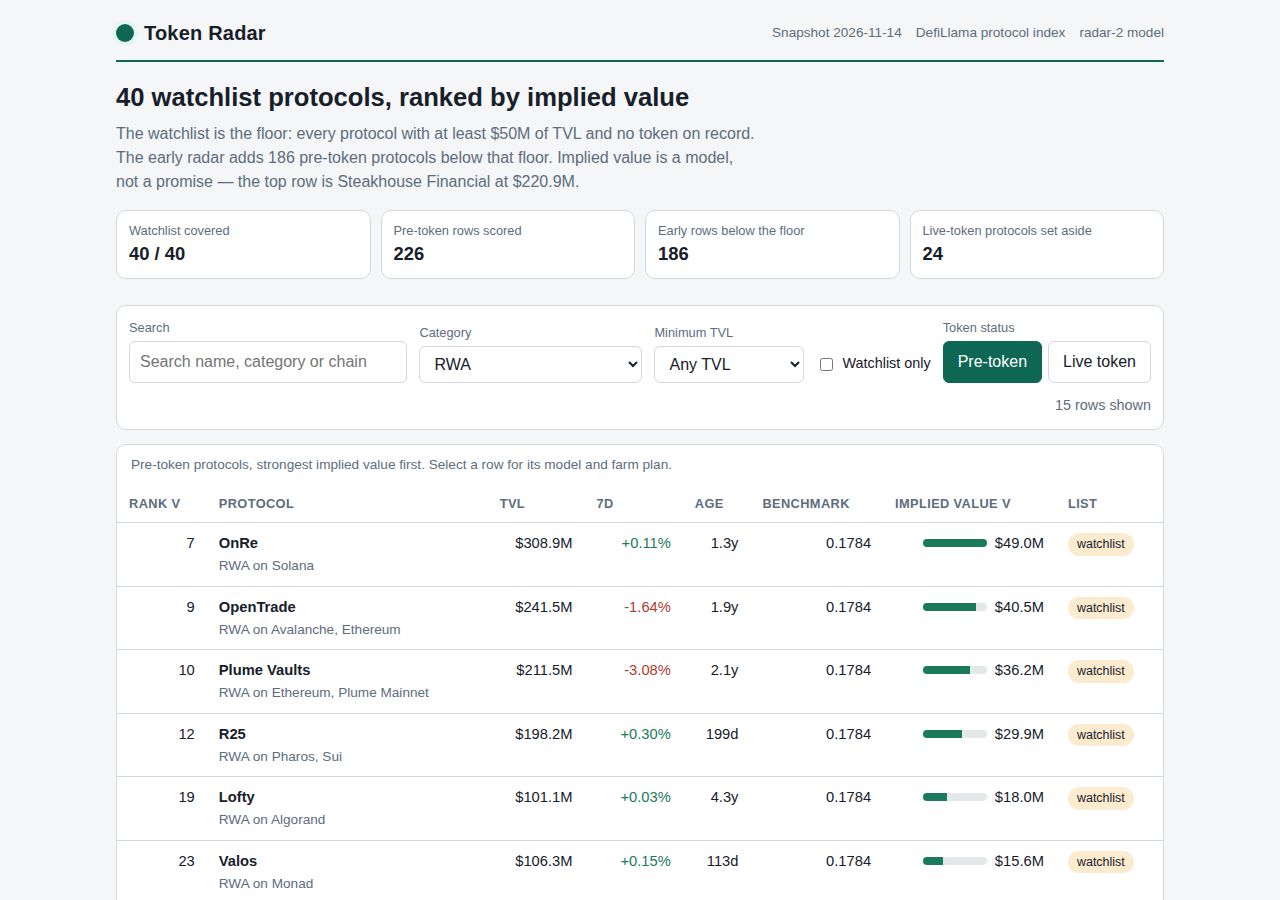 Token Radar
Snapshot 2026-11-14 DefiLlama protocol index radar-2 model
40 watchlist protocols, ranked by implied value
The watchlist is the floor: every protocol with at least $50M of TVL and no token on record.
The early radar adds 186 pre-token protocols below that floor. Implied value is a model,
not a promise — the top row is Steakhouse Financial at $220.9M.
Watchlist covered
40 / 40
Pre-token rows scored
226
Early rows below the floor
186
Live-token protocols set aside
24
Search
Search name, category or chain
Category
RWA
Minimum TVL
Any TVL
Watchlist only
Token status
Pre-token Live token
15 rows shown
Pre-token protocols, strongest implied value first. Select a row for its model and farm plan.
RANK V PROTOCOL TVL 7D AGE BENCHMARK IMPLIED VALUE V LIST
7 OnRe $308.9M +0.11% 1.3y 0.1784 $49.0M watchlist
RWA on Solana
9 OpenTrade $241.5M -1.64% 1.9y 0.1784 $40.5M watchlist
RWA on Avalanche, Ethereum
10 Plume Vaults $211.5M -3.08% 2.1y 0.1784 $36.2M watchlist
RWA on Ethereum, Plume Mainnet
12 R25 $198.2M +0.30% 199d 0.1784 $29.9M watchlist
RWA on Pharos, Sui
19 Lofty $101.1M +0.03% 4.3y 0.1784 $18.0M watchlist
RWA on Algorand
23 Valos $106.3M +0.15% 113d 0.1784 $15.6M watchlist
RWA on Monad